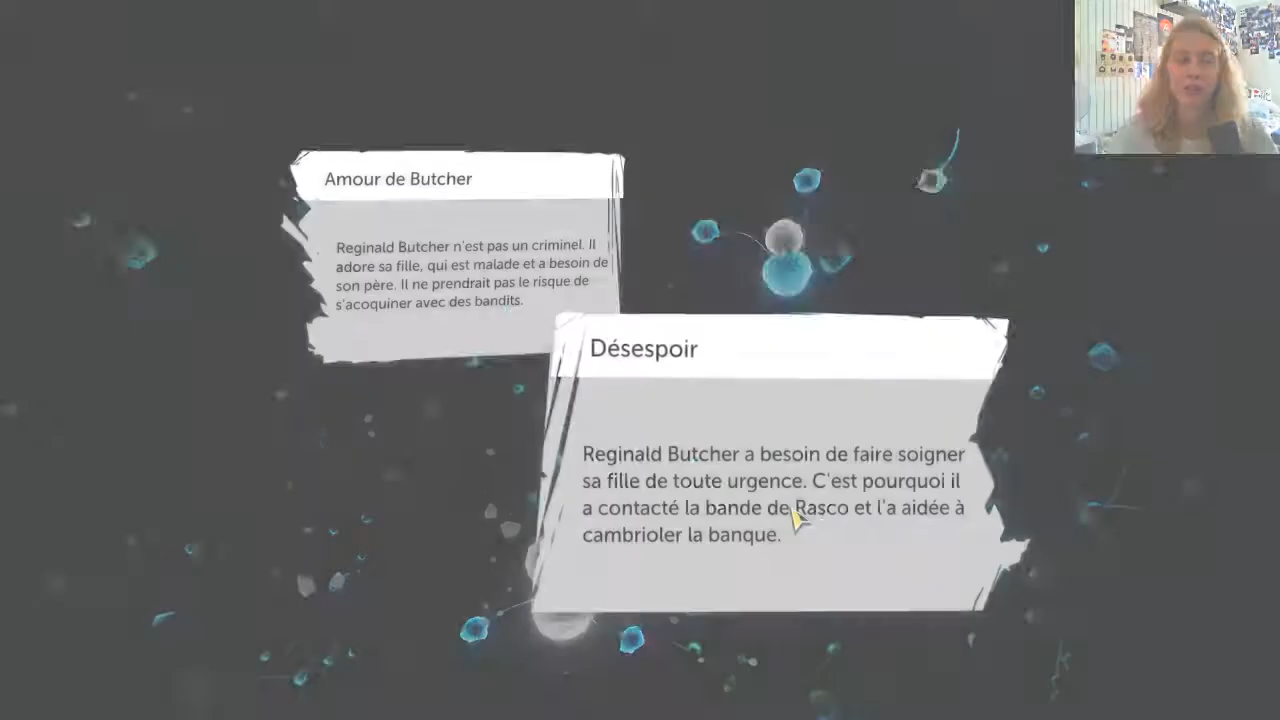 Amour de Butcher
Reginald Butcher n'est pas un criminel. Il
adore sa fille, qui est malade et a besoin de
son père. Il ne prendrait pas le risque de
s'acoquiner avec des bandits.
Désespoir
Reginald Butcher a besoin de faire soigner
sa fille de toute urgence. C'est pourquoi il
a contacté la bande de Rasco et l'a aidée à
cambrioler la banque.